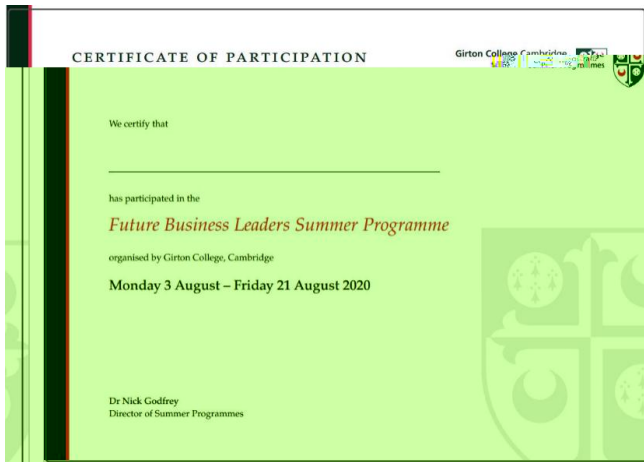 CERTIFICATE OF PARTICIPATION
Girton College Cambridge
We certify that
has participated in the
Future Business Leaders Summer Programme
organised by Girton College, Cambridge
Monday 3 August – Friday 21 August 2020
Dr Nick Godfrey
Director of Summer Programmes